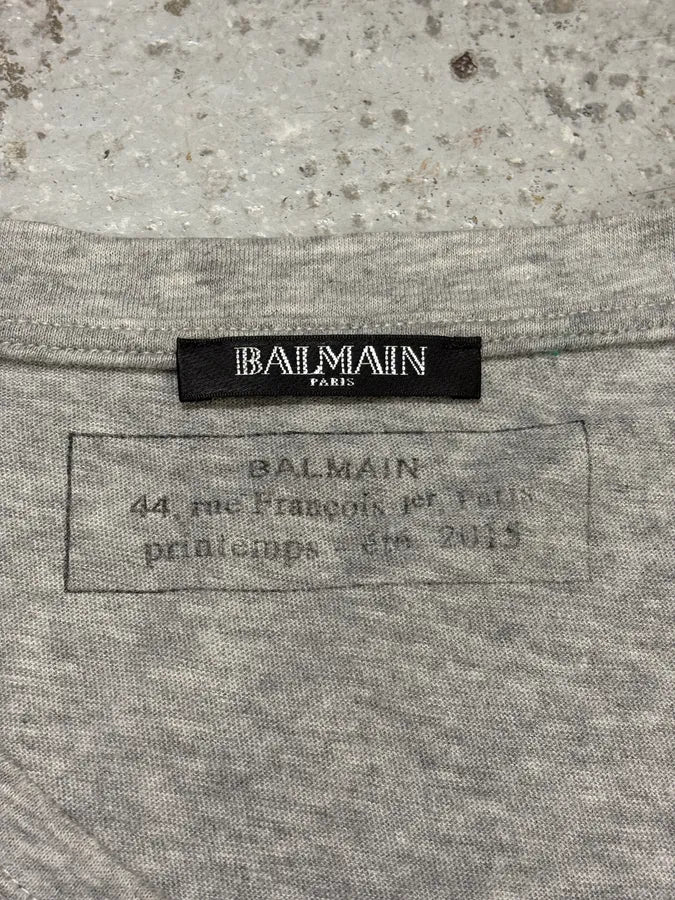 BALMAIN
PARIS
BALMAIN
44, rue François 1er, Paris
printemps - été 2015